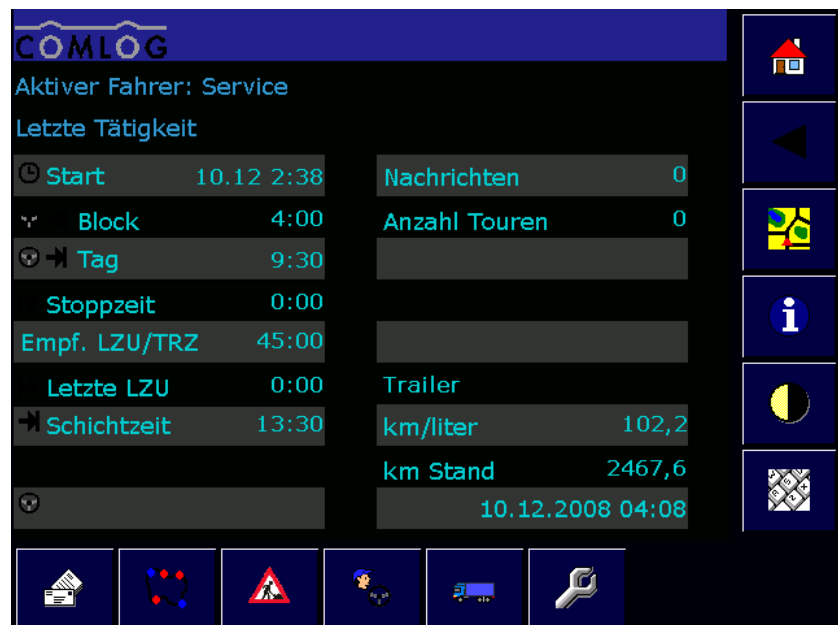 COMLOG
Aktiver Fahrer: Service
Letzte Tätigkeit
Start 10.12 2:38
Block 4:00
Tag 9:30
Stoppzeit 0:00
Empf. LZU/TRZ 45:00
Letzte LZU 0:00
Schichtzeit 13:30
Nachrichten 0
Anzahl Touren 0
Trailer
km/liter 102,2
km Stand 2467,6
10.12.2008 04:08